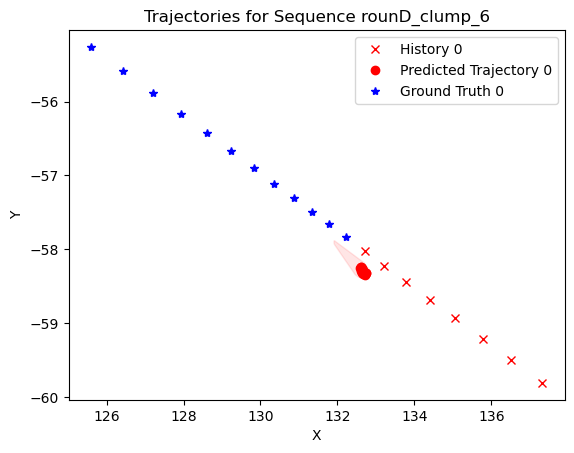 Trajectories for Sequence rounD_clump_6
History 0
Predicted Trajectory 0
Ground Truth 0
Y
−56
−57
−58
−59
−60
126
128
130
132
134
136
X